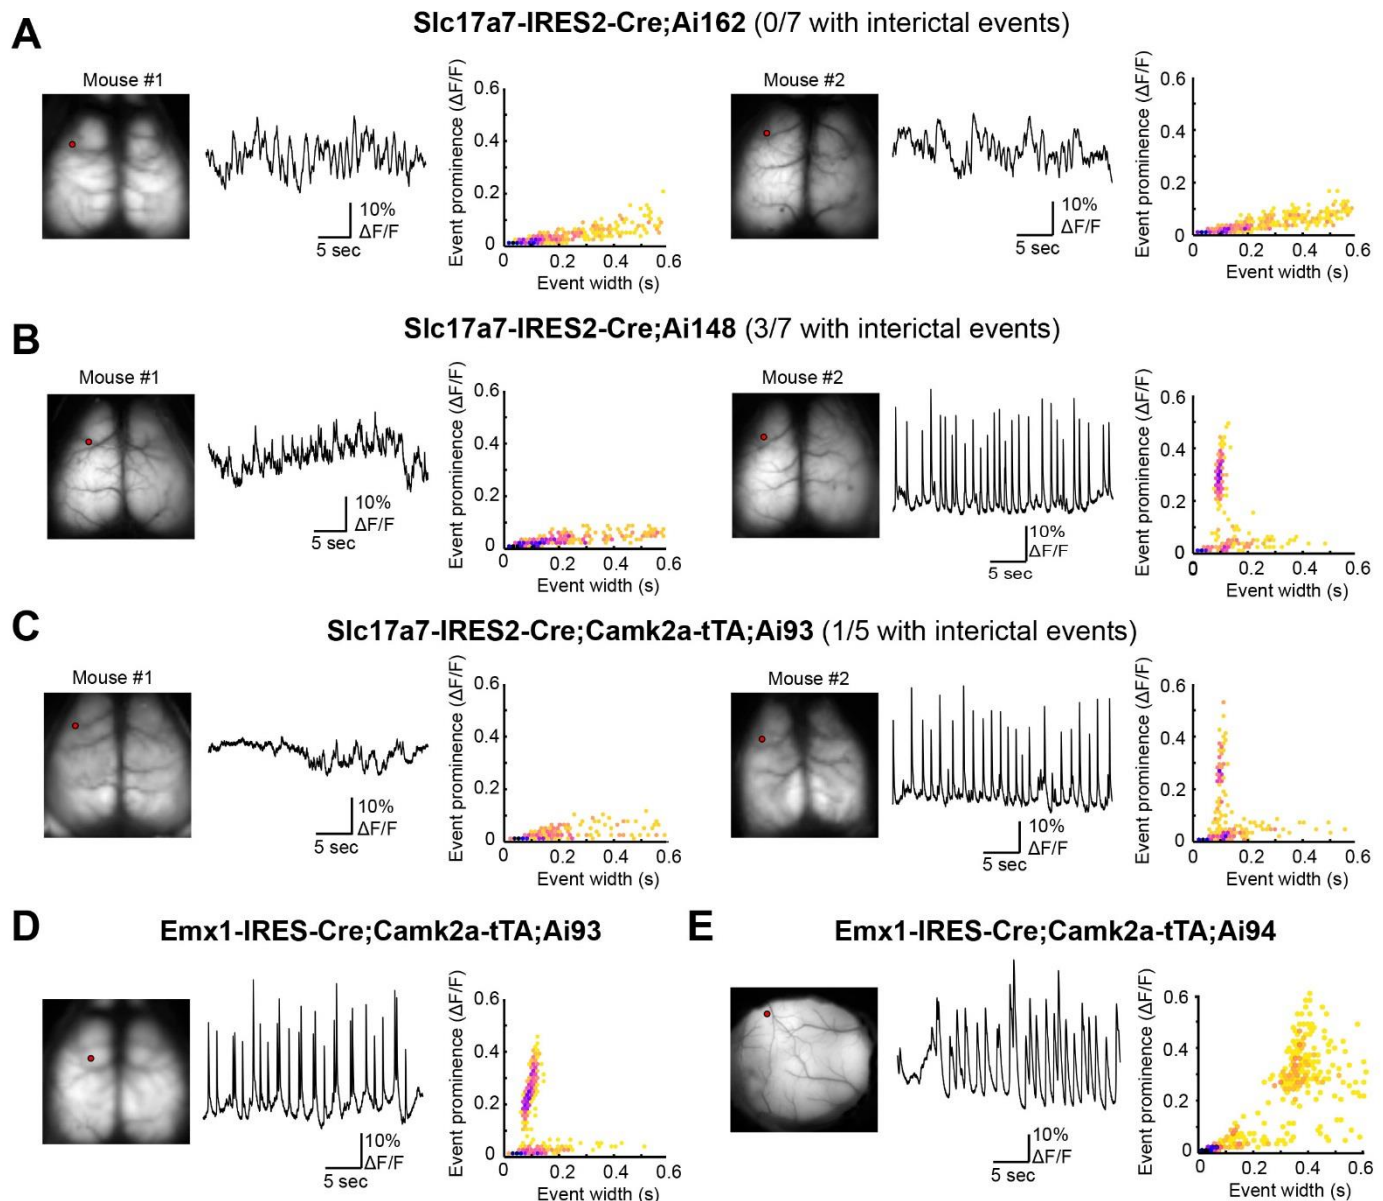 A
Slc17a7-IRES2-Cre;Ai162 (0/7 with interictal events)
Mouse #1
10%
ΔF/F
5 sec
Event prominence (ΔF/F)
0.6
0.4
0.2
0
0.2
0.4
0.6
Event width (s)
Mouse #2
10%
ΔF/F
5 sec
Event prominence (ΔF/F)
0.6
0.4
0.2
0
0
0.2
0.4
0.6
Event width (s)
B
Slc17a7-IRES2-Cre;Ai148 (3/7 with interictal events)
Mouse #1
10%
ΔF/F
5 sec
Event prominence (ΔF/F)
0.6
0.4
0.2
0
0
0.2
0.4
0.6
Event width (s)
Mouse #2
10%
ΔF/F
5 sec
Event prominence (ΔF/F)
0.6
0.4
0.2
0
0
0.2
0.4
0.6
Event width (s)
C
Slc17a7-IRES2-Cre;Camk2a-tTA;Ai93 (1/5 with interictal events)
Mouse #1
10%
ΔF/F
5 sec
Event prominence (ΔF/F)
0.6
0.4
0.2
0
0
0.2
0.4
0.6
Event width (s)
Mouse #2
10%
ΔF/F
5 sec
Event prominence (ΔF/F)
0.6
0.4
0.2
0
0
0.2
0.4
0.6
Event width (s)
D
Emx1-IRES-Cre;Camk2a-tTA;Ai93
10%
ΔF/F
5 sec
Event prominence (ΔF/F)
0.6
0.4
0.2
0
0
0.2
0.4
0.6
Event width (s)
E
Emx1-IRES-Cre;Camk2a-tTA;Ai94
10%
ΔF/F
5 sec
Event prominence (ΔF/F)
0.6
0.4
0.2
0
0
0.2
0.4
0.6
Event width (s)